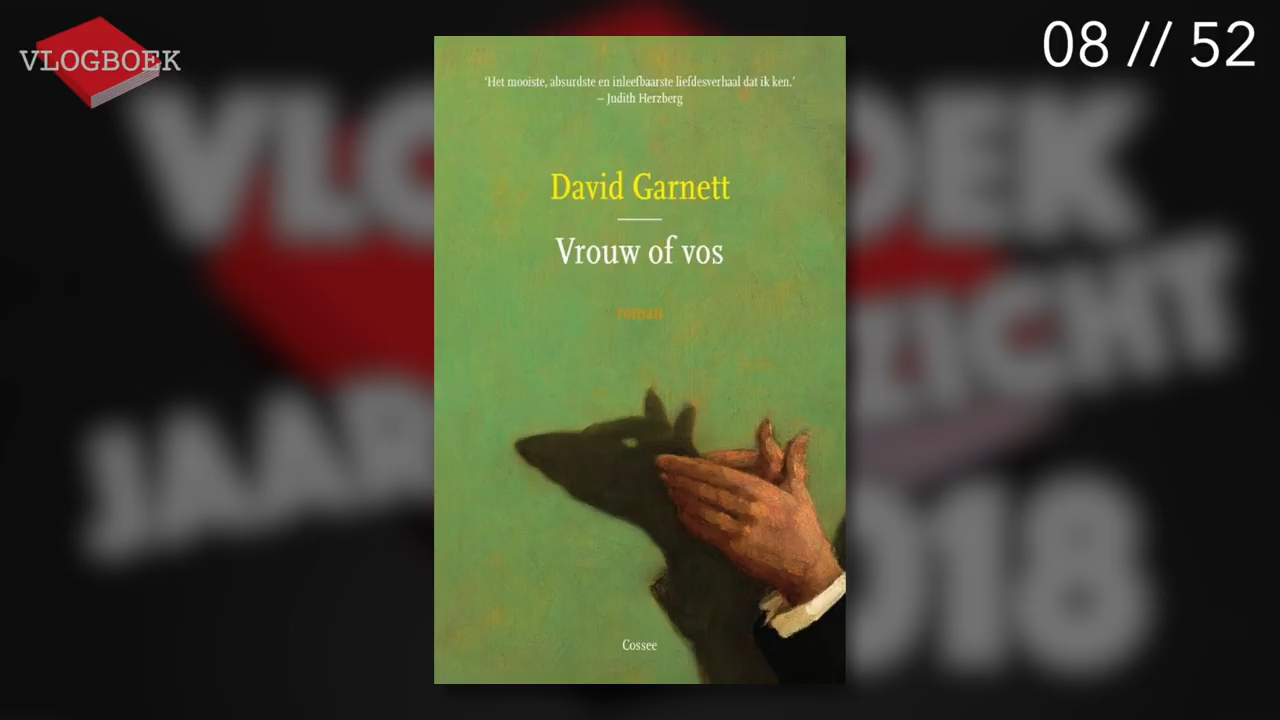 VLOGBOEK
08 // 52
‘Het mooiste, absurdste en inleefbaarste liefdesverhaal dat ik ken.’
– Judith Herzberg
David Garnett
Vrouw of vos
roman
Cossee